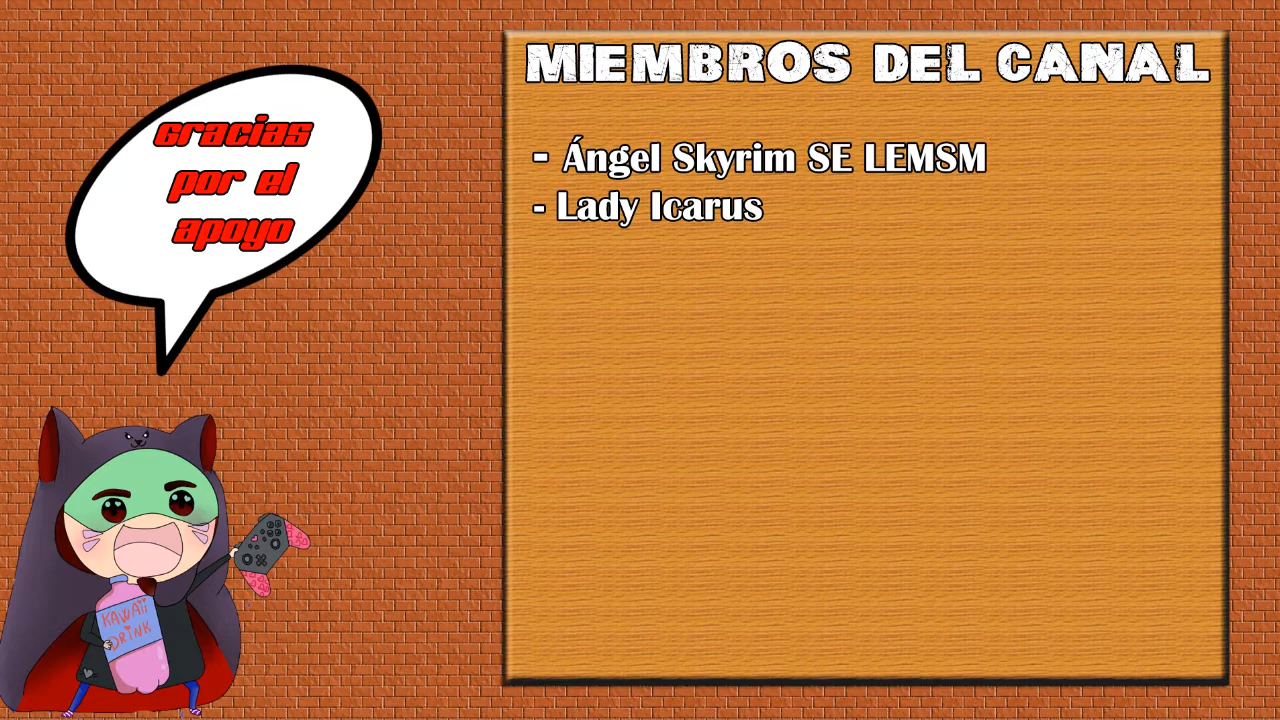 Gracias
por el
apoyo
MIEMBROS DEL CANAL
- Ángel Skyrim SE LEMSM
- Lady Icarus
KAWAII
DRINK